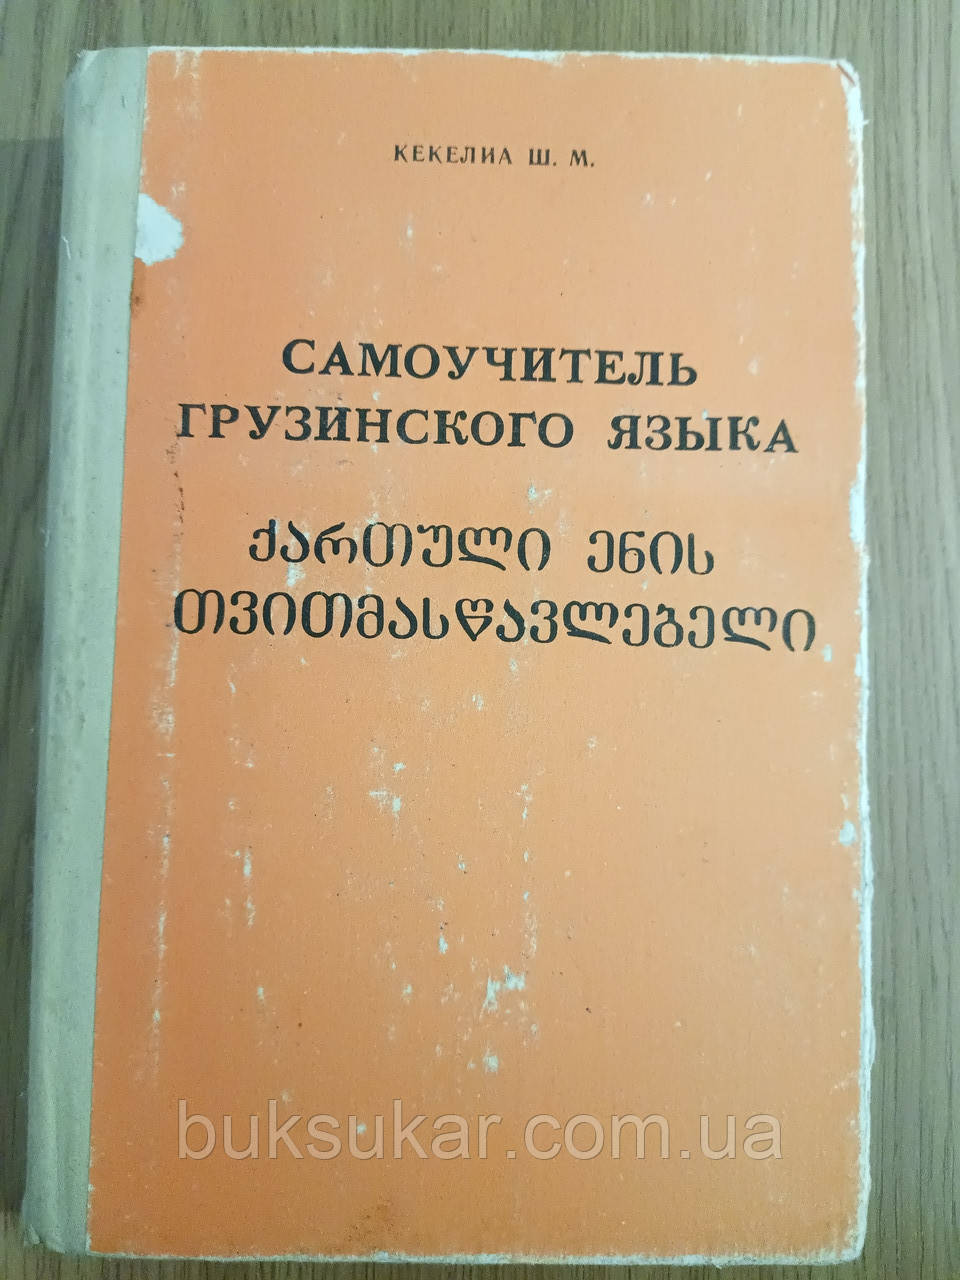 КЕКЕЛИА Ш. М.
САМОУЧИТЕЛЬ
ГРУЗИНСКОГО ЯЗЫКА
ქართული ენის
თვითმასწავლებელი
buksukar.com.ua